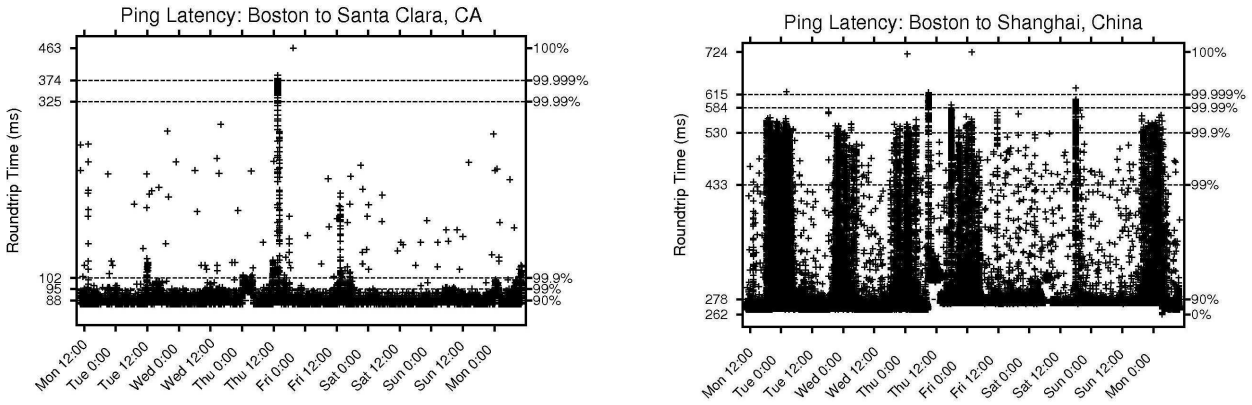 Ping Latency: Boston to Santa Clara, CA
Roundtrip Time (ms)
463
374
325
102
95
88
100%
99.999%
99.99%
99.9%
99%
90%
Mon 12:00
Tue 0:00
Tue 12:00
Wed 0:00
Wed 12:00
Thu 0:00
Thu 12:00
Fri 0:00
Fri 12:00
Sat 0:00
Sat 12:00
Sun 0:00
Sun 12:00
Mon 0:00
Ping Latency: Boston to Shanghai, China
Roundtrip Time (ms)
724
615
584
530
433
278
262
100%
99.999%
99.99%
99.9%
99%
90%
0%
Mon 12:00
Tue 0:00
Tue 12:00
Wed 0:00
Wed 12:00
Thu 0:00
Thu 12:00
Fri 0:00
Fri 12:00
Sat 0:00
Sat 12:00
Sun 0:00
Sun 12:00
Mon 0:00